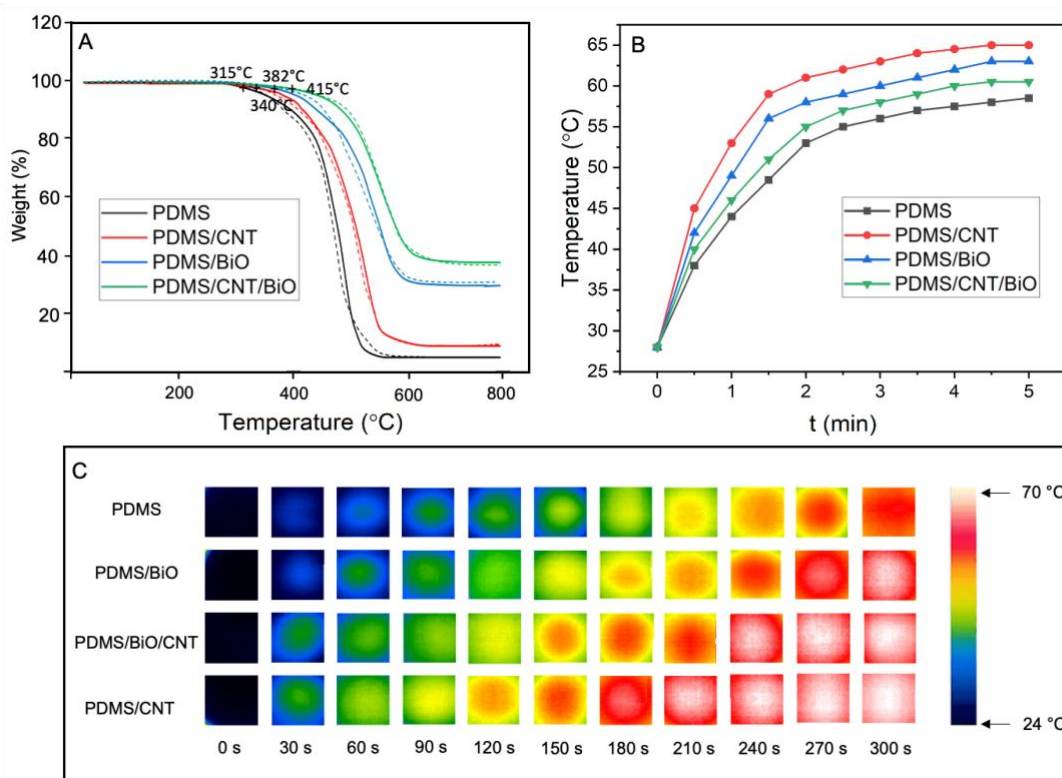 A
120
100
80
60
40
20
Weight (%)
315°C
382°C
340°C
415°C
PDMS
PDMS/CNT
PDMS/BiO
PDMS/CNT/BiO
200
400
600
800
Temperature (°C)
B
65
60
55
50
45
40
35
30
25
Temperature (°C)
PDMS
PDMS/CNT
PDMS/BiO
PDMS/CNT/BiO
0
1
2
3
4
5
t (min)
C
PDMS
PDMS/BiO
PDMS/BiO/CNT
PDMS/CNT
0 s 30 s 60 s 90 s 120 s 150 s 180 s 210 s 240 s 270 s 300 s
70 °C
24 °C